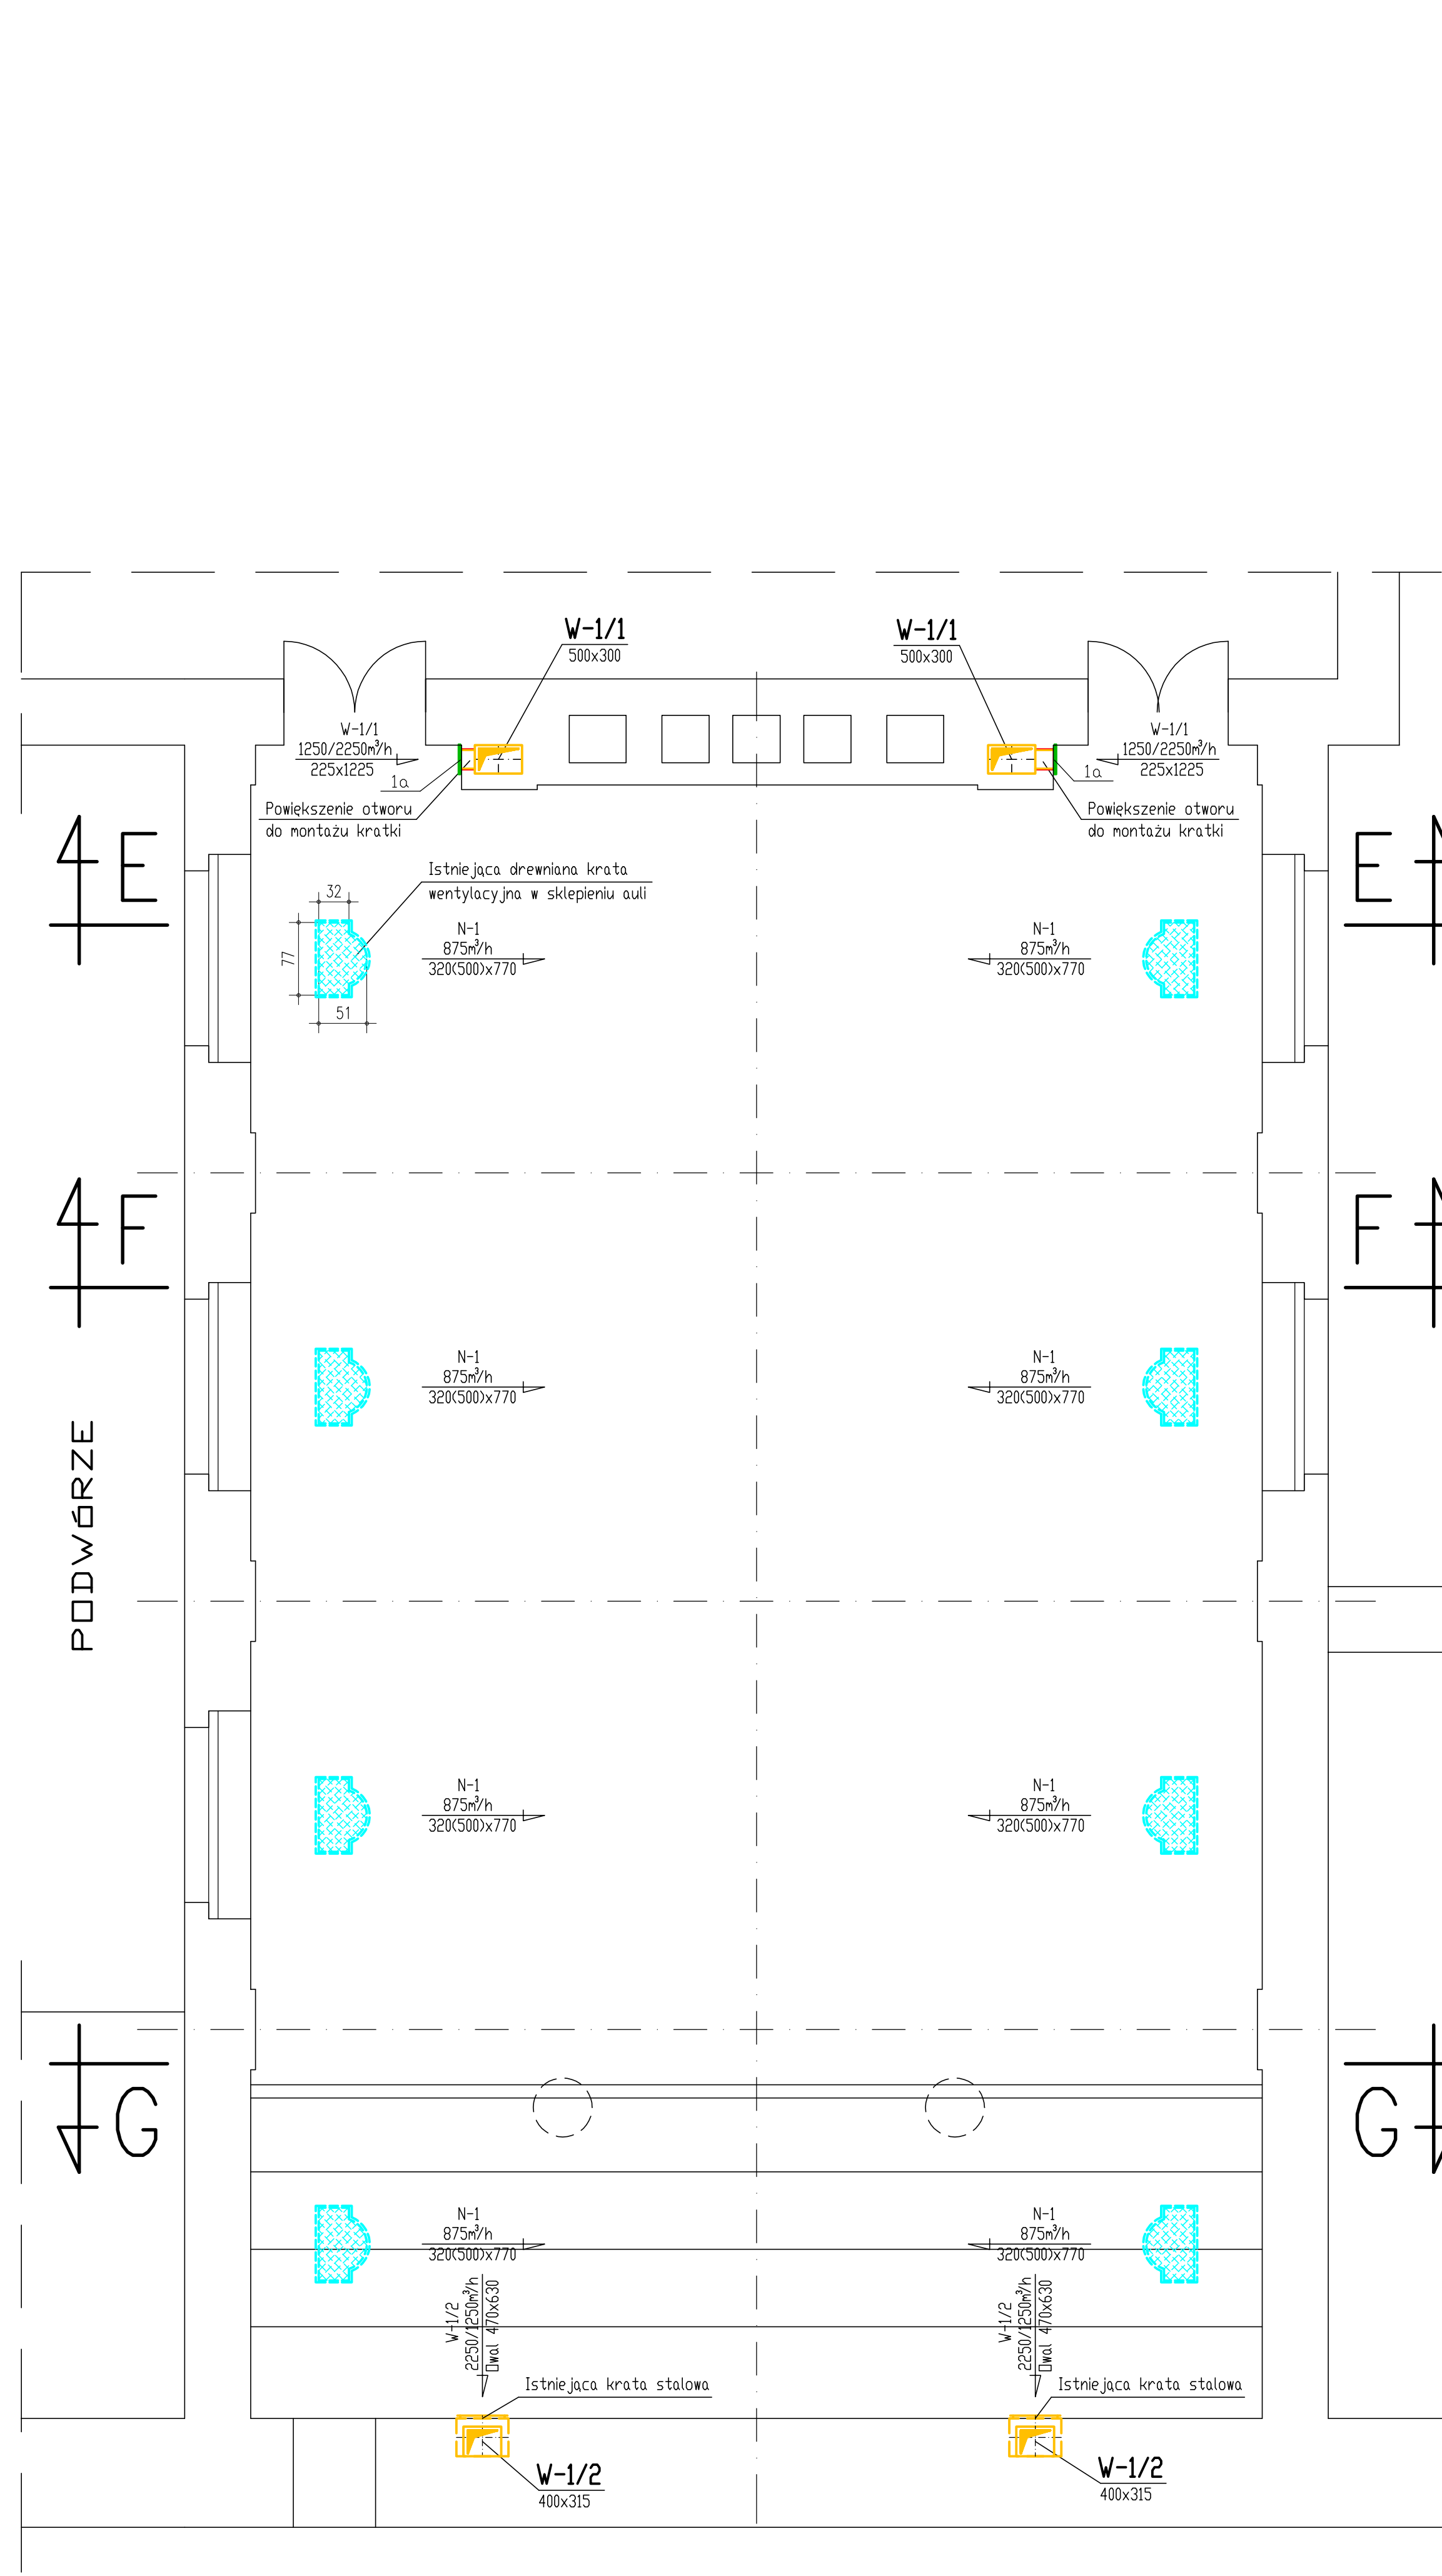 W-1/1
500x300
W-1/1
500x300
W-1/1
1250/2250m³/h
225x1225
1a
Powiększenie otworu
do montażu kratki
W-1/1
1250/2250m³/h
225x1225
1a
Powiększenie otworu
do montażu kratki
E
E
Istniejąca drewniana krata
wentylacyjna w sklepieniu auli
32
77
51
N-1
875m³/h
320(500)x770
N-1
875m³/h
320(500)x770
F
F
N-1
875m³/h
320(500)x770
N-1
875m³/h
320(500)x770
PODWÓRZE
N-1
875m³/h
320(500)x770
N-1
875m³/h
320(500)x770
G
G
N-1
875m³/h
320(500)x770
N-1
875m³/h
320(500)x770
W-1/2
2250/1250m³/h
Owal 470x630
W-1/2
2250/1250m³/h
Owal 470x630
Istniejąca krata stalowa
Istniejąca krata stalowa
W-1/2
400x315
W-1/2
400x315